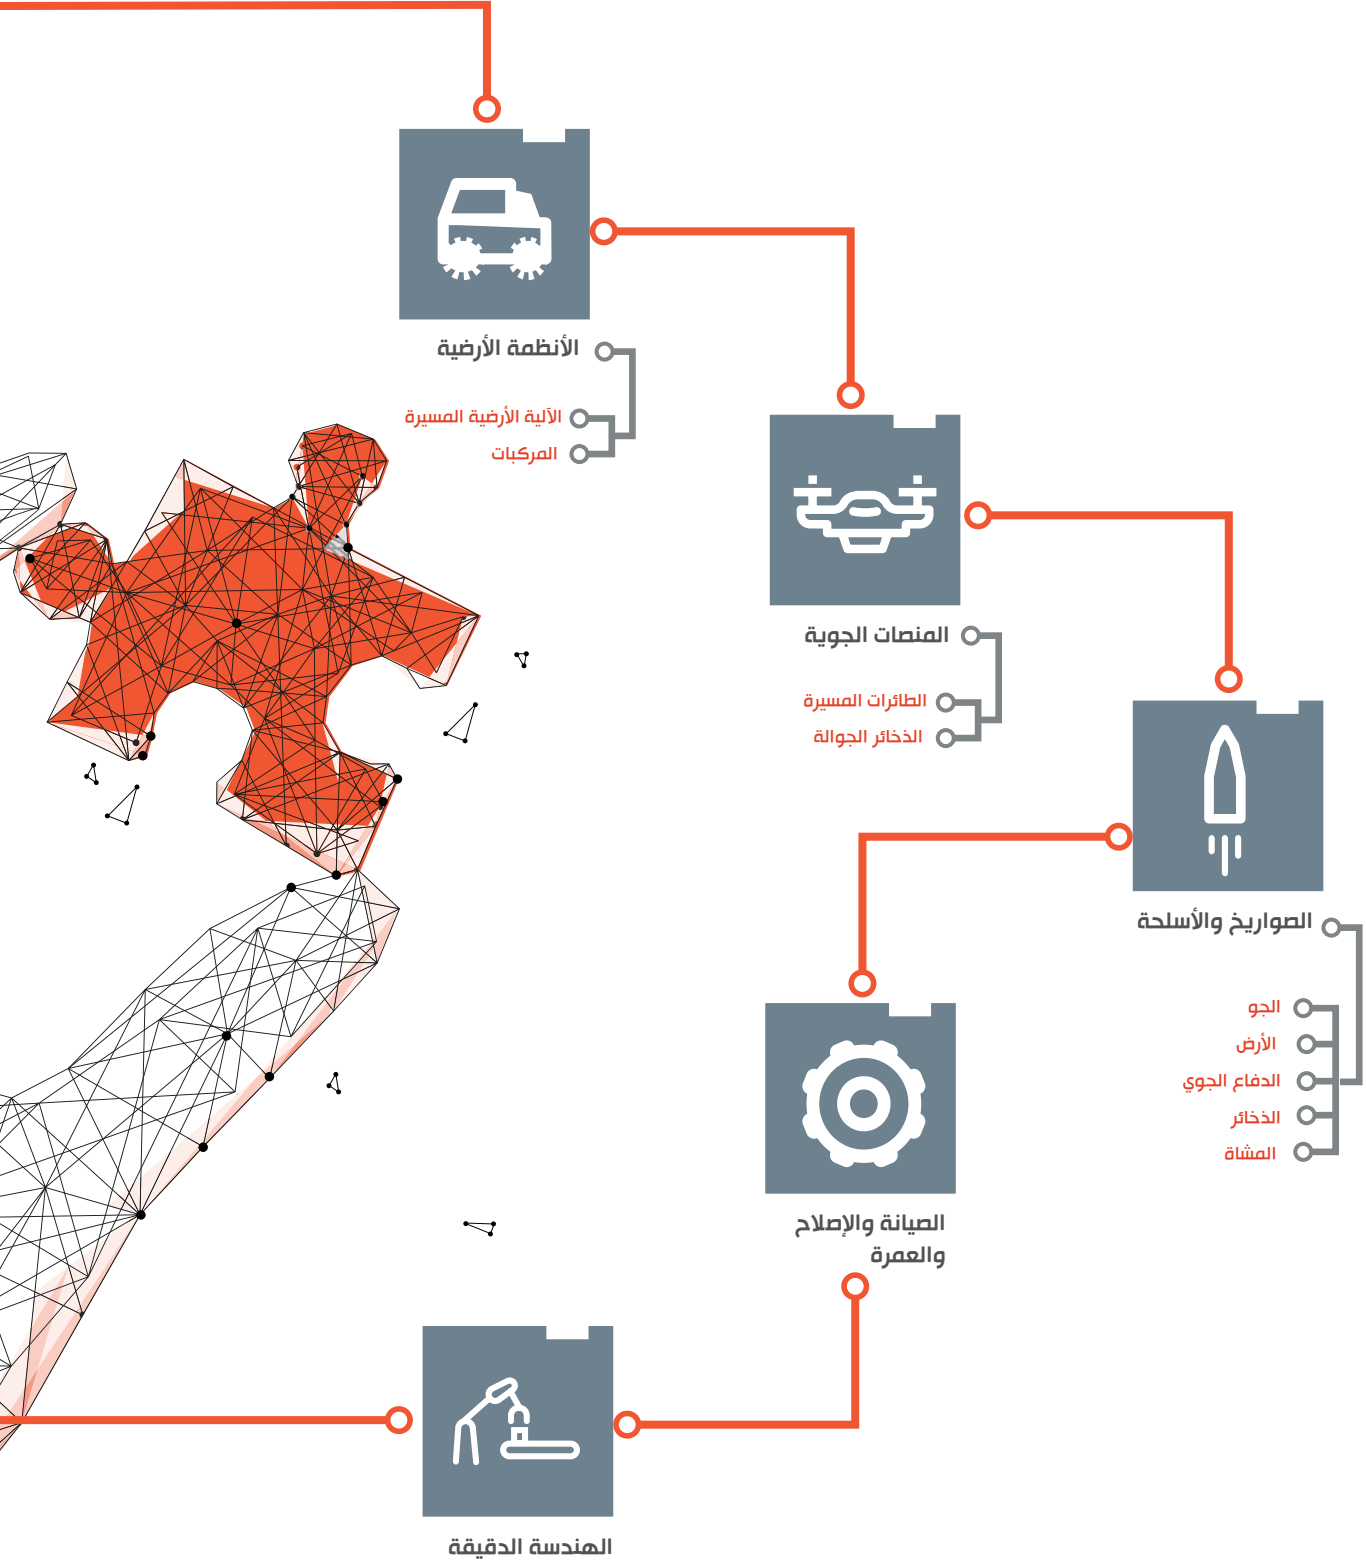 الأنظمة الأرضية
الآلية الأرضية المسيرة
المركبات
المنصات الجوية
الطائرات المسيرة
الذخائر الجوالة
الصواريخ والأسلحة
الجو
الأرض
الدفاع الجوي
الذخائر
المشاة
الصيانة والإصلاح
والعمرة
الهندسة الدقيقة